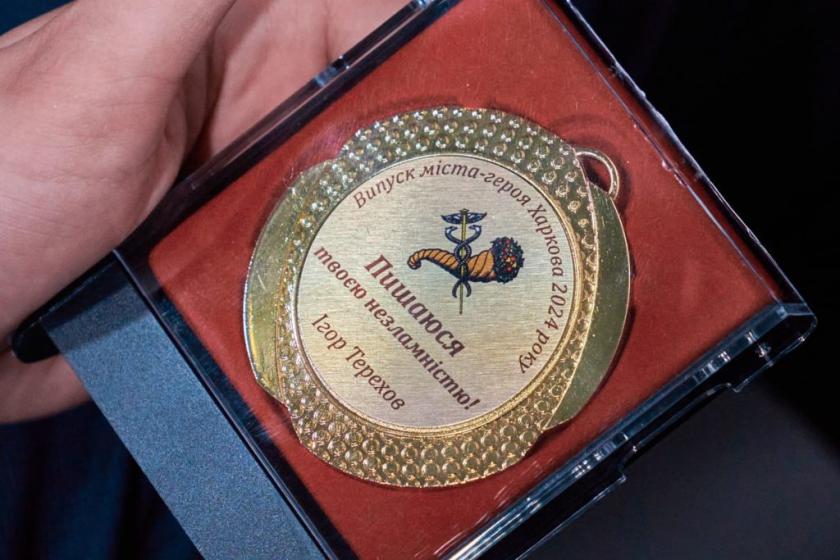 Випуск міста-героя Харкова 2024 року
Пишаюся
твоєю незламністю!
Ігор Терехов